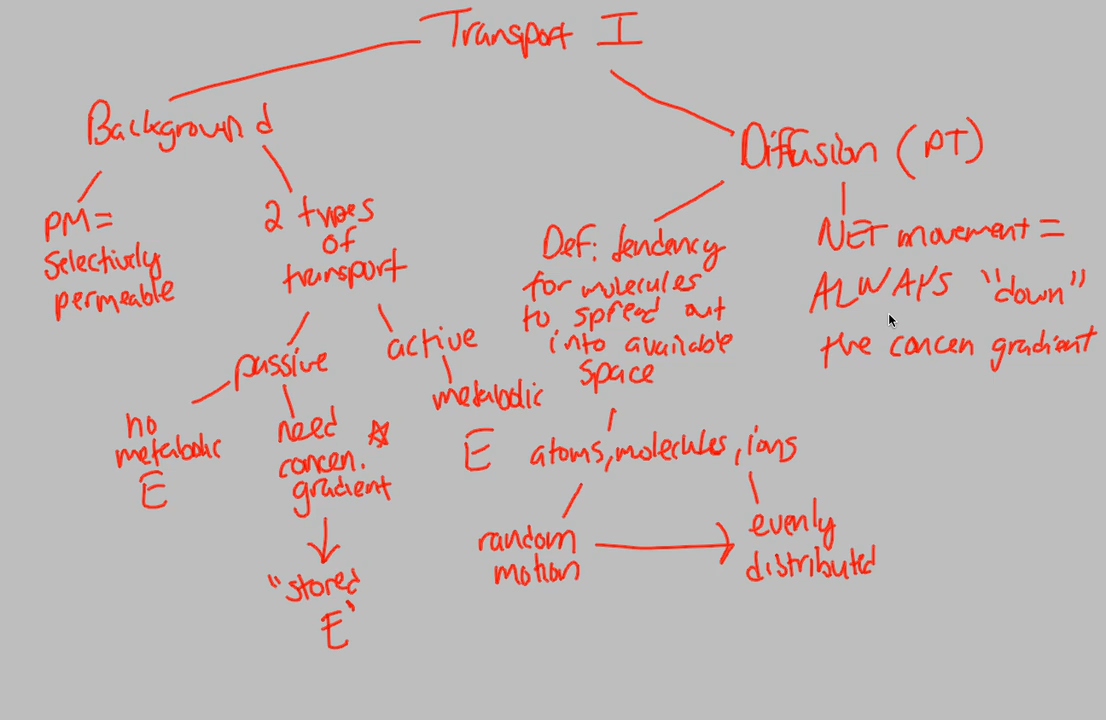 Transport I
Background
PM =
Selectively
permeable
2 types
of
transport
passive
no
metabolic
E
need
concen.
gradient
"stored
E"
active
metabolic
E
Diffusion (PT)
Def: tendency
for molecules
to spread out
into available
space
atoms, molecules, ions
random
motion
evenly
distributed
NET movement =
ALWAYS "down"
the concen gradient